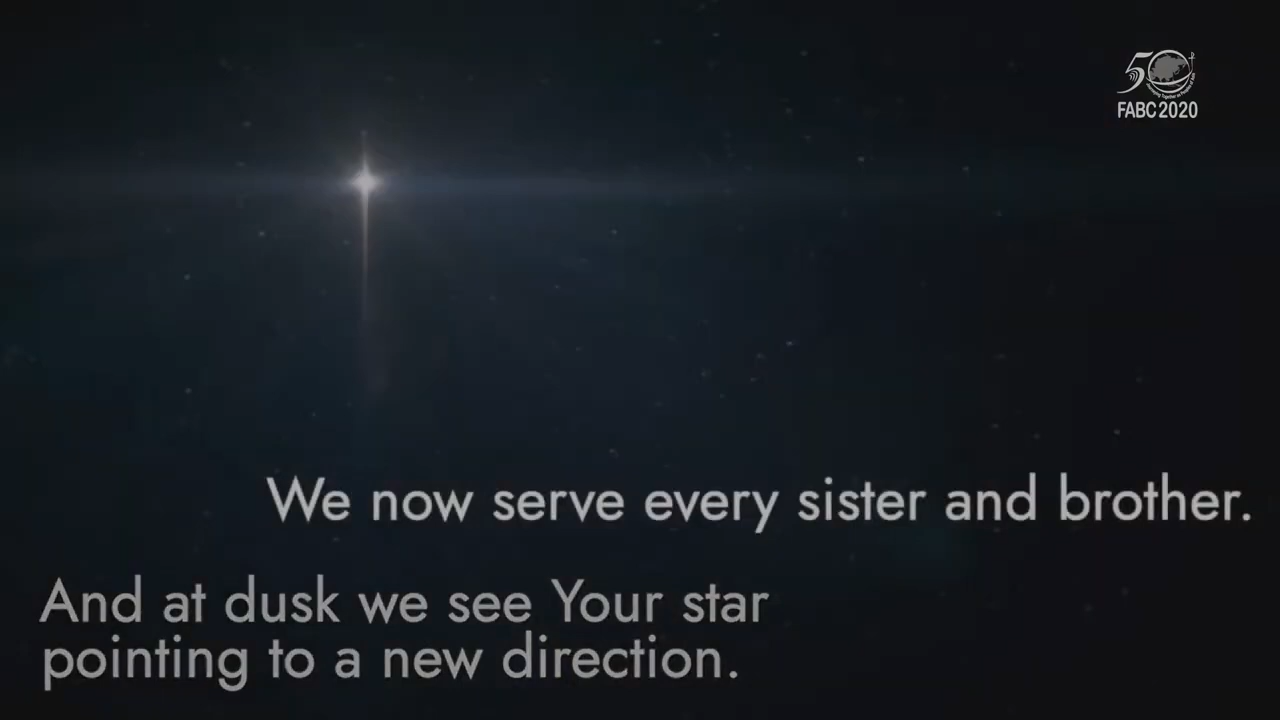 50
FABC 2020
We now serve every sister and brother.
And at dusk we see Your star
pointing to a new direction.